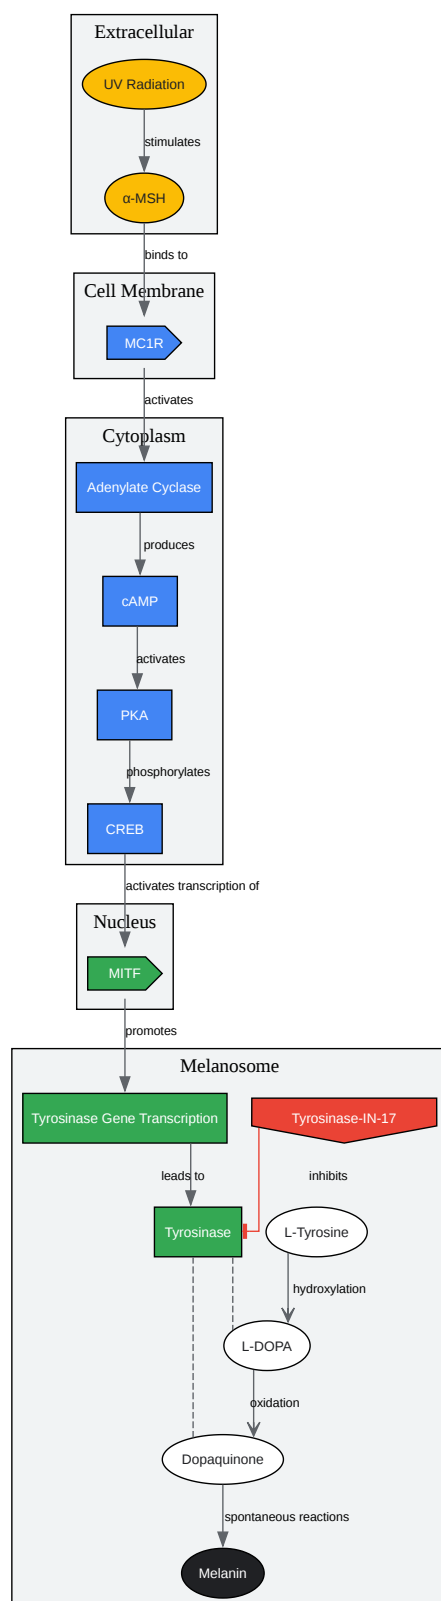 Extracellular
UV Radiation
stimulates
α-MSH
binds to
Cell Membrane
MC1R
activates
Cytoplasm
Adenylate Cyclase
produces
cAMP
activates
PKA
phosphorylates
CREB
activates transcription of
Nucleus
MITF
promotes
Melanosome
Tyrosinase Gene Transcription
Tyrosinase-IN-17
leads to
inhibits
Tyrosinase
L-Tyrosine
hydroxylation
L-DOPA
oxidation
Dopaquinone
spontaneous reactions
Melanin